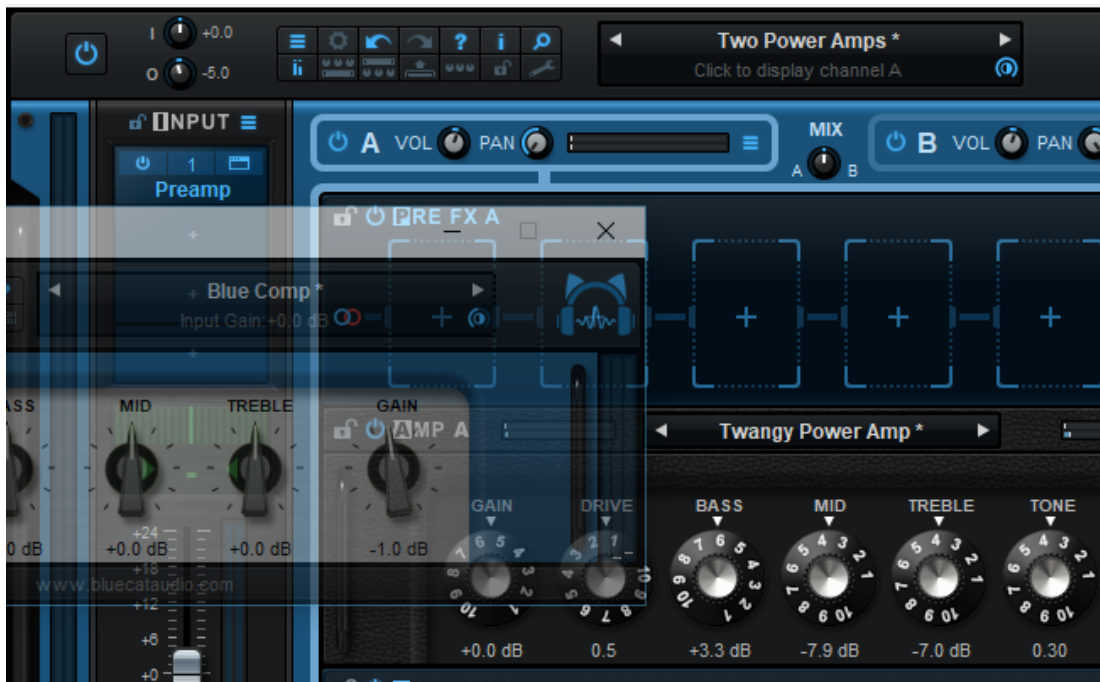 I +0.0
O -5.0
?
i
Two Power Amps *
Click to display channel A
INPUT
1
Preamp
A VOL PAN
MIX
A B
B VOL PAN
PRE FX A
Blue Comp *
Input Gain:+0.0 dB
ASS MID TREBLE GAIN
0 dB +0.0 dB +0.0 dB -1.0 dB
www.bluecataudio.com
+24
+18
+12
+6
+0
AMP A
Twangy Power Amp *
GAIN DRIVE BASS MID TREBLE TONE
+0.0 dB 0.5 +3.3 dB -7.9 dB -7.0 dB 0.30